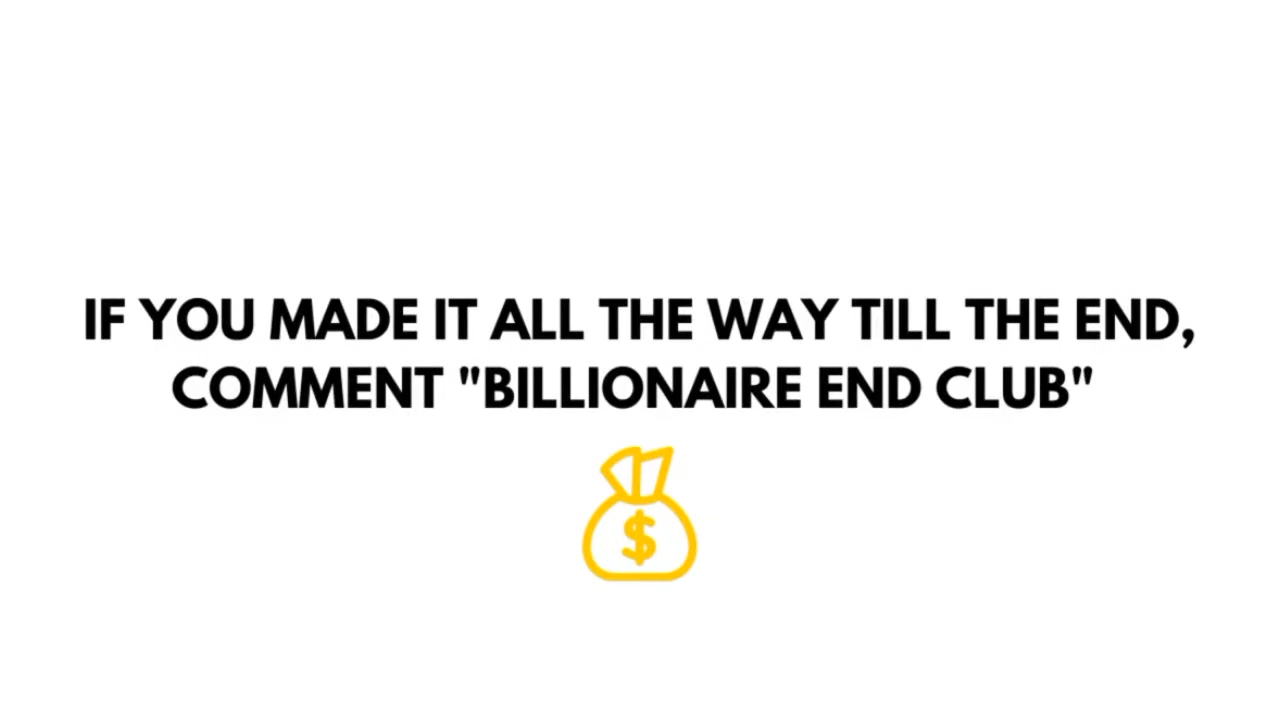 IF YOU MADE IT ALL THE WAY TILL THE END,
COMMENT "BILLIONAIRE END CLUB"
$